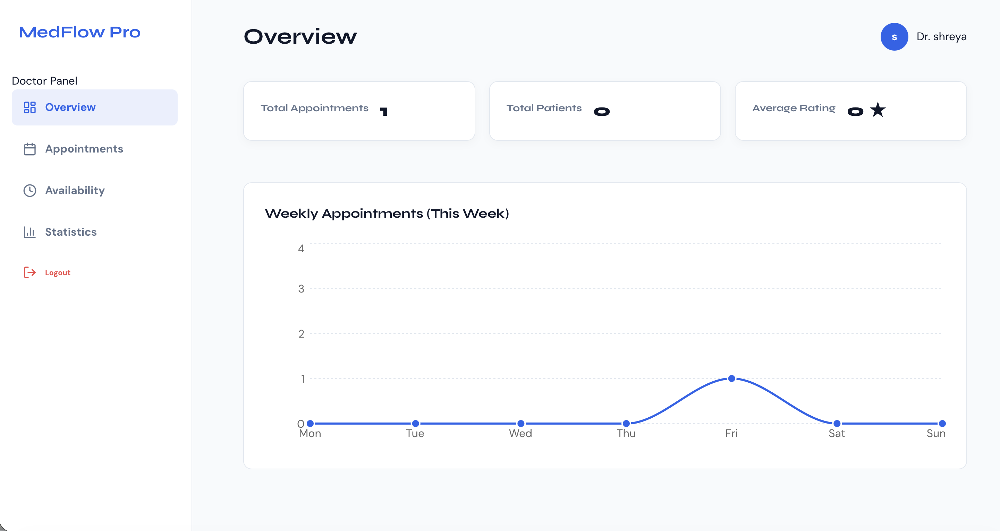 MedFlow Pro
Doctor Panel
Overview
Appointments
Availability
Statistics
Logout
Overview
s
Dr. shreya
Total Appointments 1
Total Patients 0
Average Rating 0 ★
Weekly Appointments (This Week)
4
3
2
1
0
Mon Tue Wed Thu Fri Sat Sun